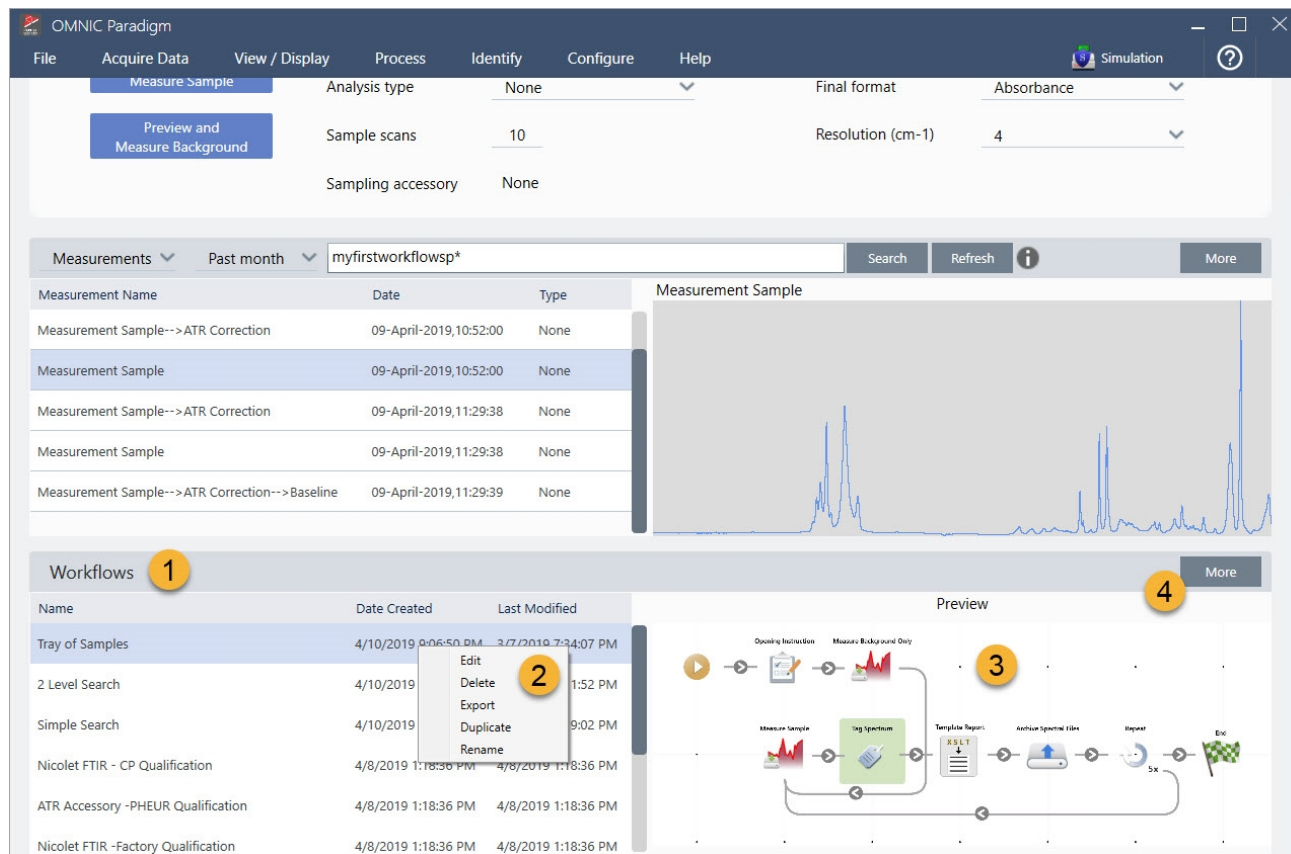 OMNIC Paradigm
File Acquire Data View / Display Process Identify Configure Help Simulation ?
Measure Sample Analysis type None Final format Absorbance
Preview and
Measure Background Sample scans 10 Resolution (cm-1) 4
Sampling accessory None
Measurements Past month myfirstworkflowsp* Search Refresh i More
Measurement Name Date Type Measurement Sample
Measurement Sample-->ATR Correction 09-April-2019,10:52:00 None
Measurement Sample 09-April-2019,10:52:00 None
Measurement Sample-->ATR Correction 09-April-2019,11:29:38 None
Measurement Sample 09-April-2019,11:29:38 None
Measurement Sample-->ATR Correction-->Baseline 09-April-2019,11:29:39 None
Workflows 1 4 More
Name Date Created Last Modified Preview
Tray of Samples 4/10/2019 9:06:50 PM 3/7/2019 7:34:07 PM
2 Level Search 4/10/2019 1:52 PM
Simple Search 4/10/2019 9:02 PM
Nicolet FTIR - CP Qualification 4/8/2019 1:18:36 PM 4/8/2019 1:18:36 PM
ATR Accessory -PHEUR Qualification 4/8/2019 1:18:36 PM 4/8/2019 1:18:36 PM
Nicolet FTIR -Factory Qualification 4/8/2019 1:18:36 PM 4/8/2019 1:18:36 PM
Edit
Delete 2
Export
Duplicate
Rename
Opening Instruction Measure Background Only
3
Measure Sample Tag Spectrum Template Report Archive Spectral Files Repeat End
XSLT
5x